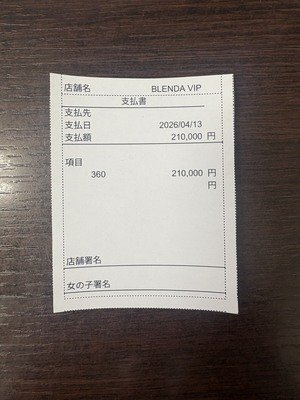 店舗名 BLENDA VIP
支払書
支払先
支払日 2026/04/13
支払額 210,000 円
項目
360 210,000 円
円
店舗署名
女の子署名